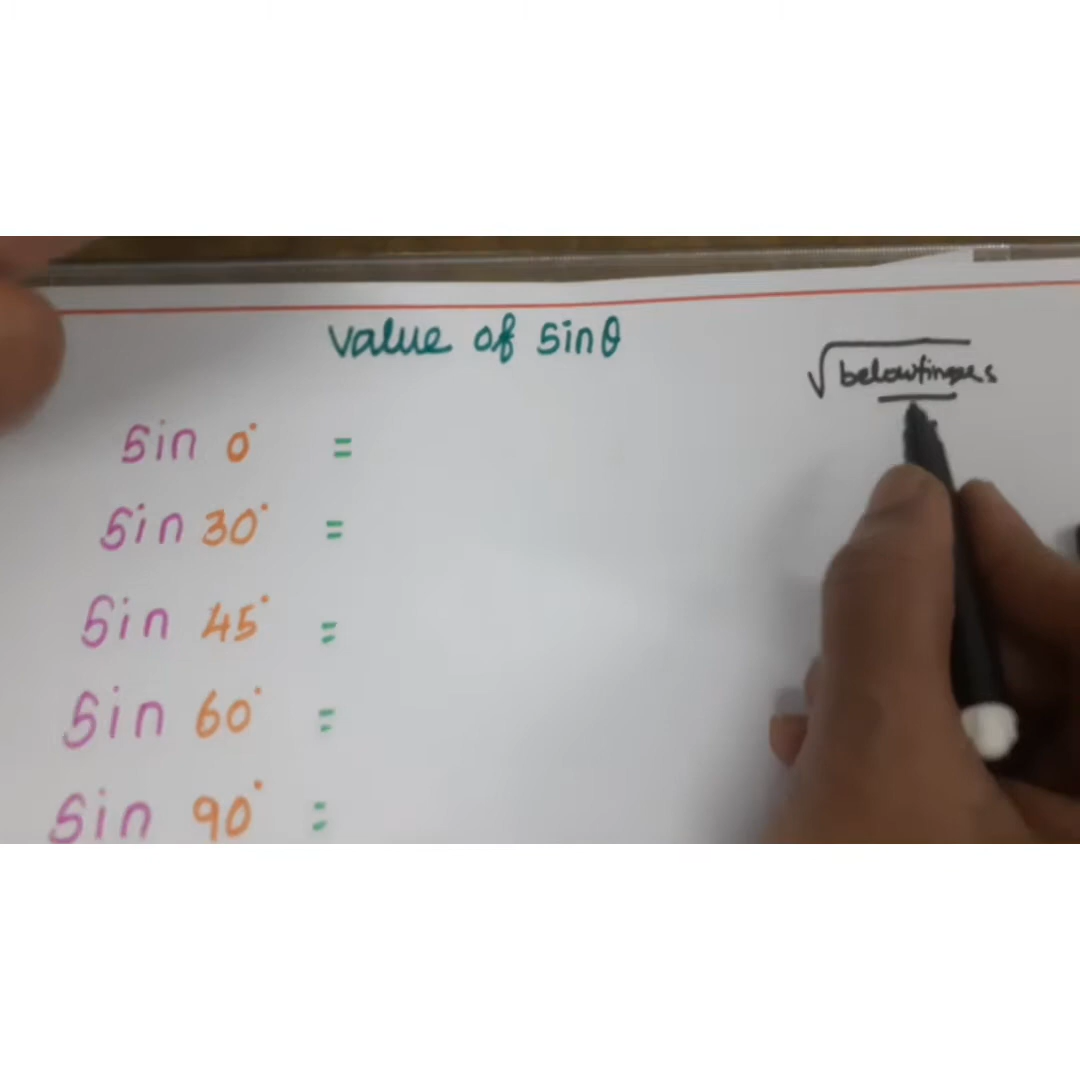 value of sinθ
√belowfingers
sin 0° =
sin 30° =
sin 45° =
sin 60° =
sin 90° =